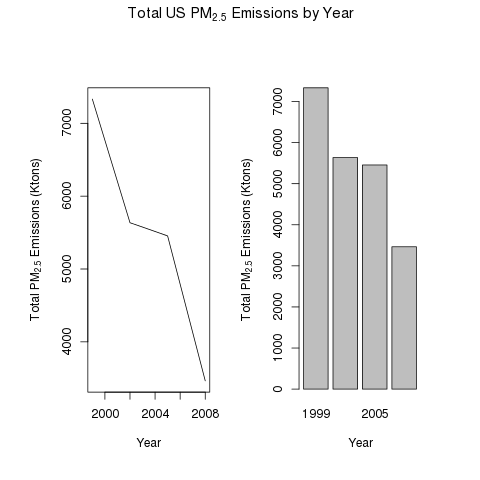 Total US PM2.5 Emissions by Year
Total PM2.5 Emissions (Ktons)
7000
6000
5000
4000
2000 2004 2008
Year
Total PM2.5 Emissions (Ktons)
7000
6000
5000
4000
3000
2000
1000
0
1999 2005
Year